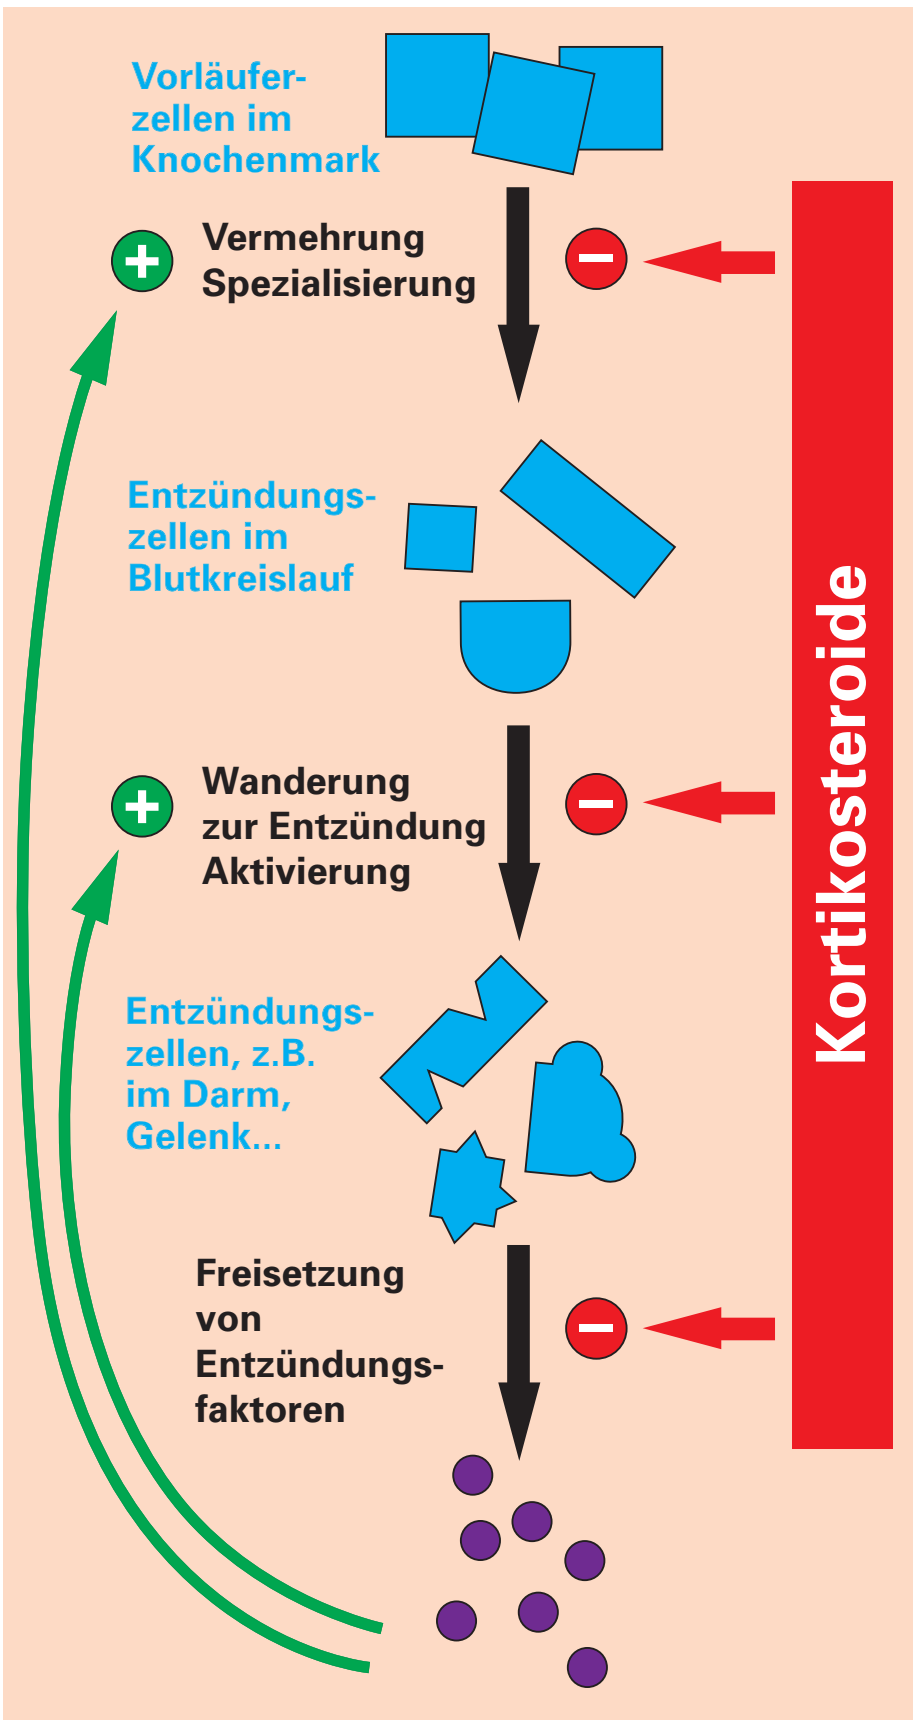 Vorläufer-
zellen im
Knochenmark
+
Vermehrung
Spezialisierung
−
Entzündungs-
zellen im
Blutkreislauf
+
Wanderung
zur Entzündung
Aktivierung
−
Entzündungs-
zellen, z.B.
im Darm,
Gelenk...
Freisetzung
von
Entzündungs-
faktoren
−
Kortikosteroide